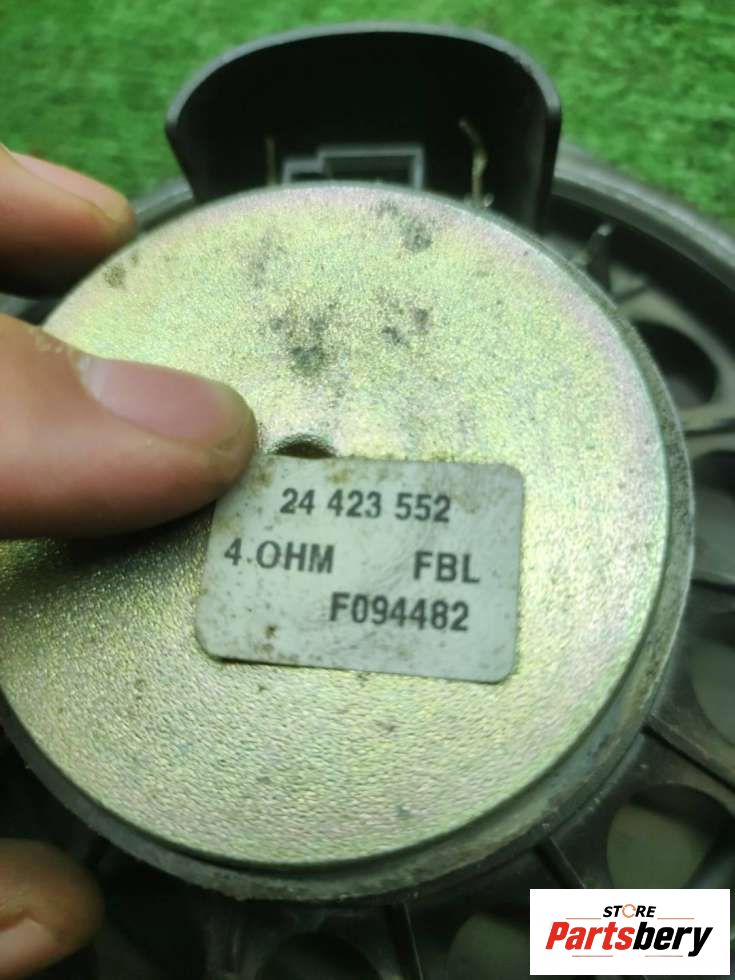 24 423 552
4 OHM FBL
F094482
STORE
Partsbery